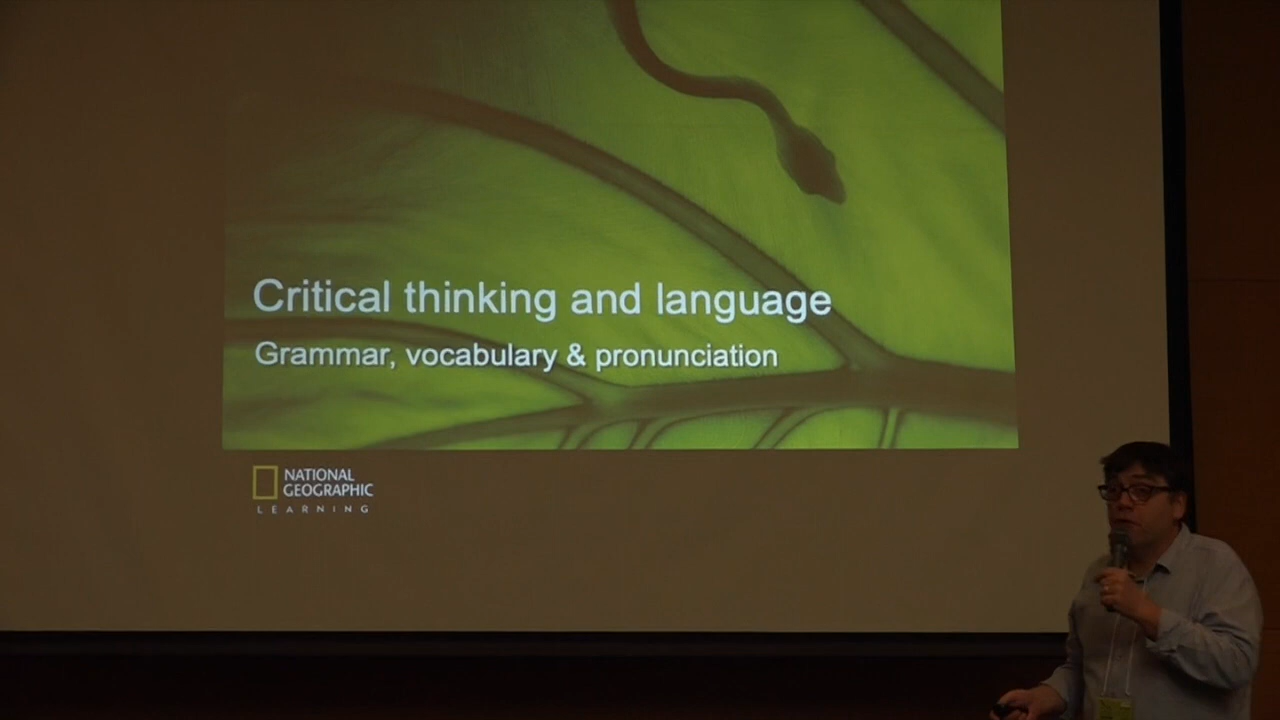 Critical thinking and language
Grammar, vocabulary & pronunciation
NATIONAL
GEOGRAPHIC
LEARNING